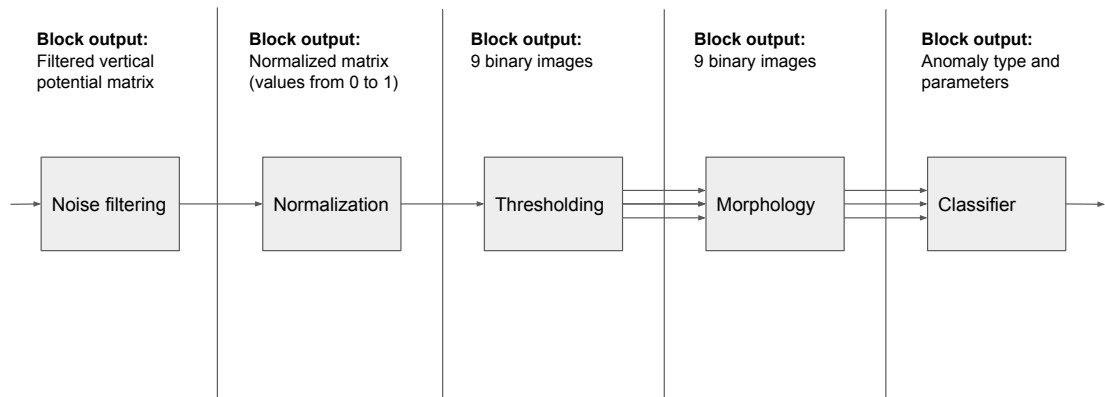 Block output:
Filtered vertical
potential matrix
Block output:
Normalized matrix
(values from 0 to 1)
Block output:
9 binary images
Block output:
9 binary images
Block output:
Anomaly type and
parameters
Noise filtering
Normalization
Thresholding
Morphology
Classifier